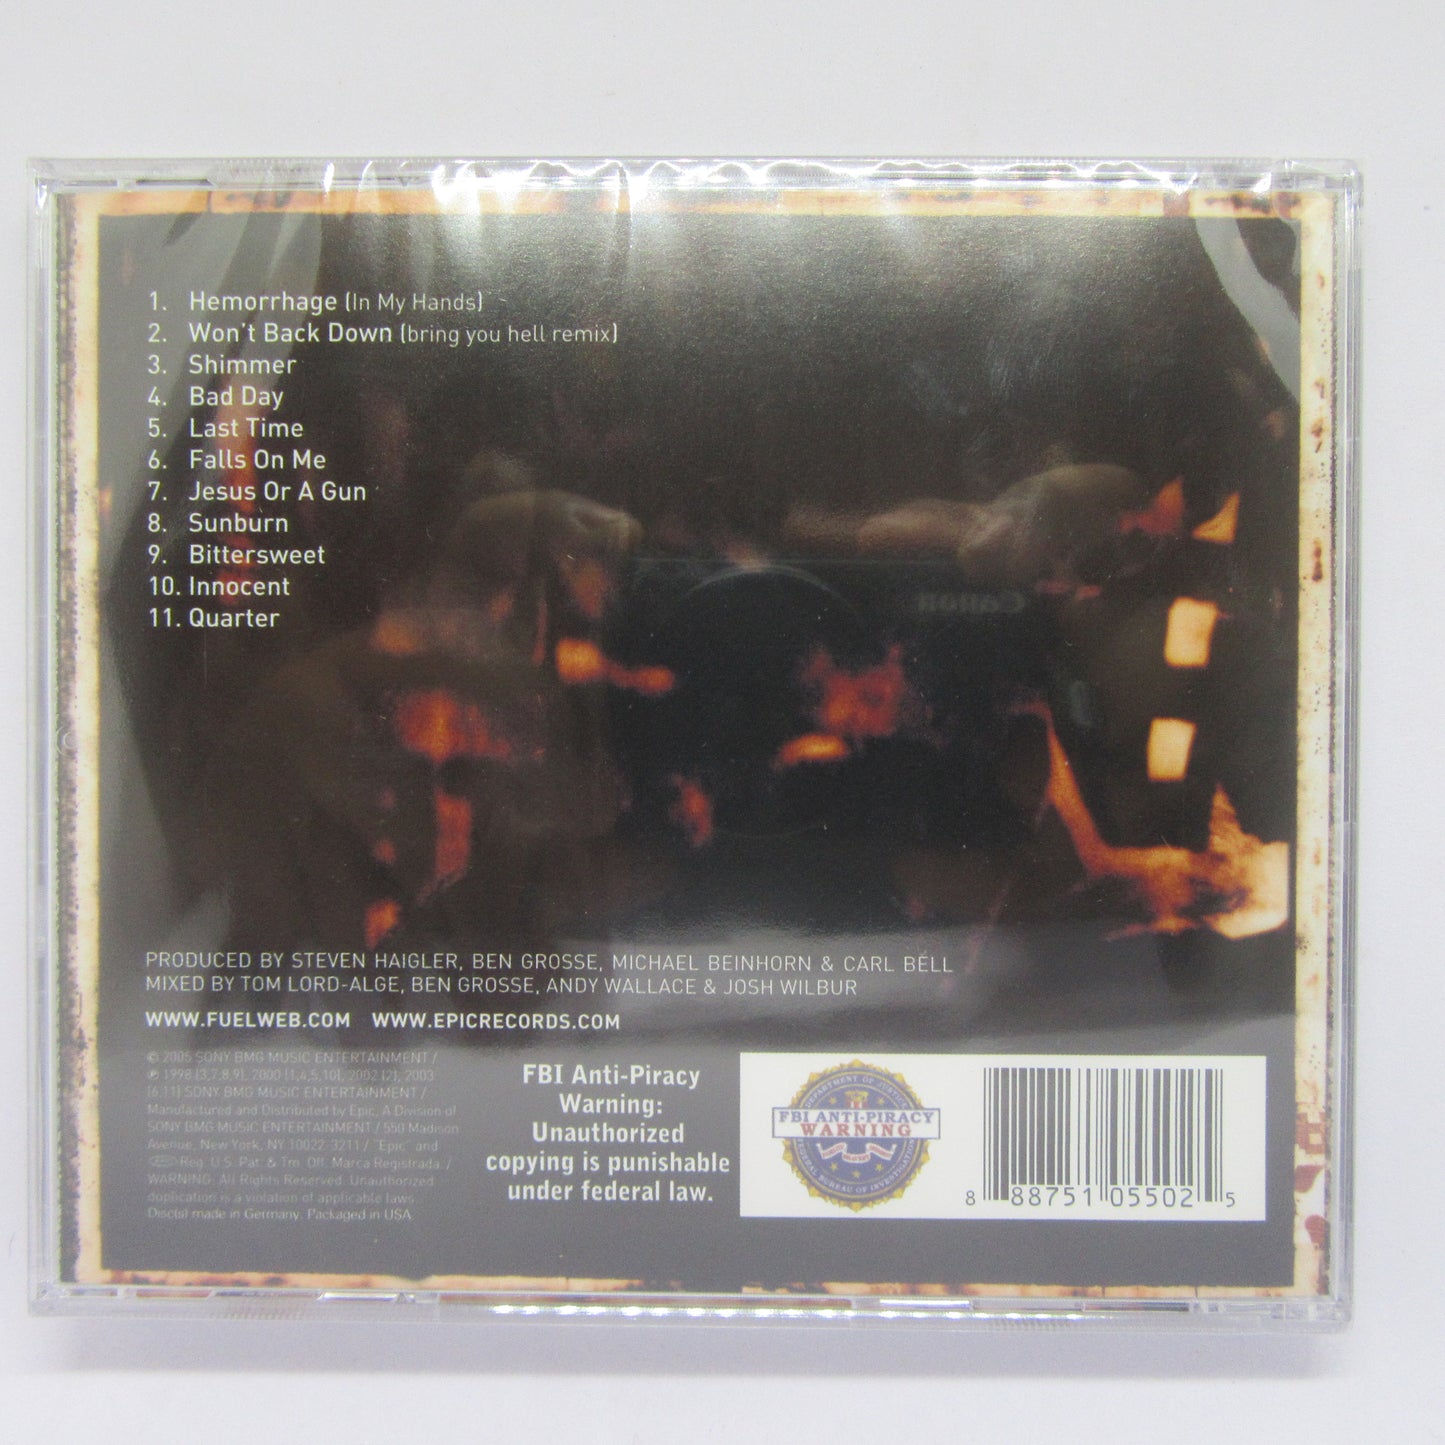 1. Hemorrhage (In My Hands)
2. Won't Back Down (bring you hell remix)
3. Shimmer
4. Bad Day
5. Last Time
6. Falls On Me
7. Jesus Or A Gun
8. Sunburn
9. Bittersweet
10. Innocent
11. Quarter
Canon
PRODUCED BY STEVEN HAIGLER, BEN GROSSE, MICHAEL BEINHORN & CARL BELL
MIXED BY TOM LORD-ALGE, BEN GROSSE, ANDY WALLACE & JOSH WILBUR
WWW.FUELWEB.COM WWW.EPICRECORDS.COM
© 2005 SONY BMG MUSIC ENTERTAINMENT /
℗ 1998 (3,7,8,9), 2000 (1,4,5,10), 2002 (2), 2003
(6,11) SONY BMG MUSIC ENTERTAINMENT /
Manufactured and Distributed by Epic, A Division of
SONY BMG MUSIC ENTERTAINMENT / 550 Madison
Avenue, New York, NY 10022-3211 / "Epic" and
Reg. U.S. Pat. & Tm. Off. Marca Registrada. /
WARNING: All Rights Reserved. Unauthorized
duplication is a violation of applicable laws.
Disc(s) made in Germany. Packaged in USA.
FBI Anti-Piracy
Warning:
Unauthorized
copying is punishable
under federal law.
DEPARTMENT OF JUSTICE
FBI ANTI-PIRACY
WARNING
FEDERAL BUREAU OF INVESTIGATION
8 88751 05502 5